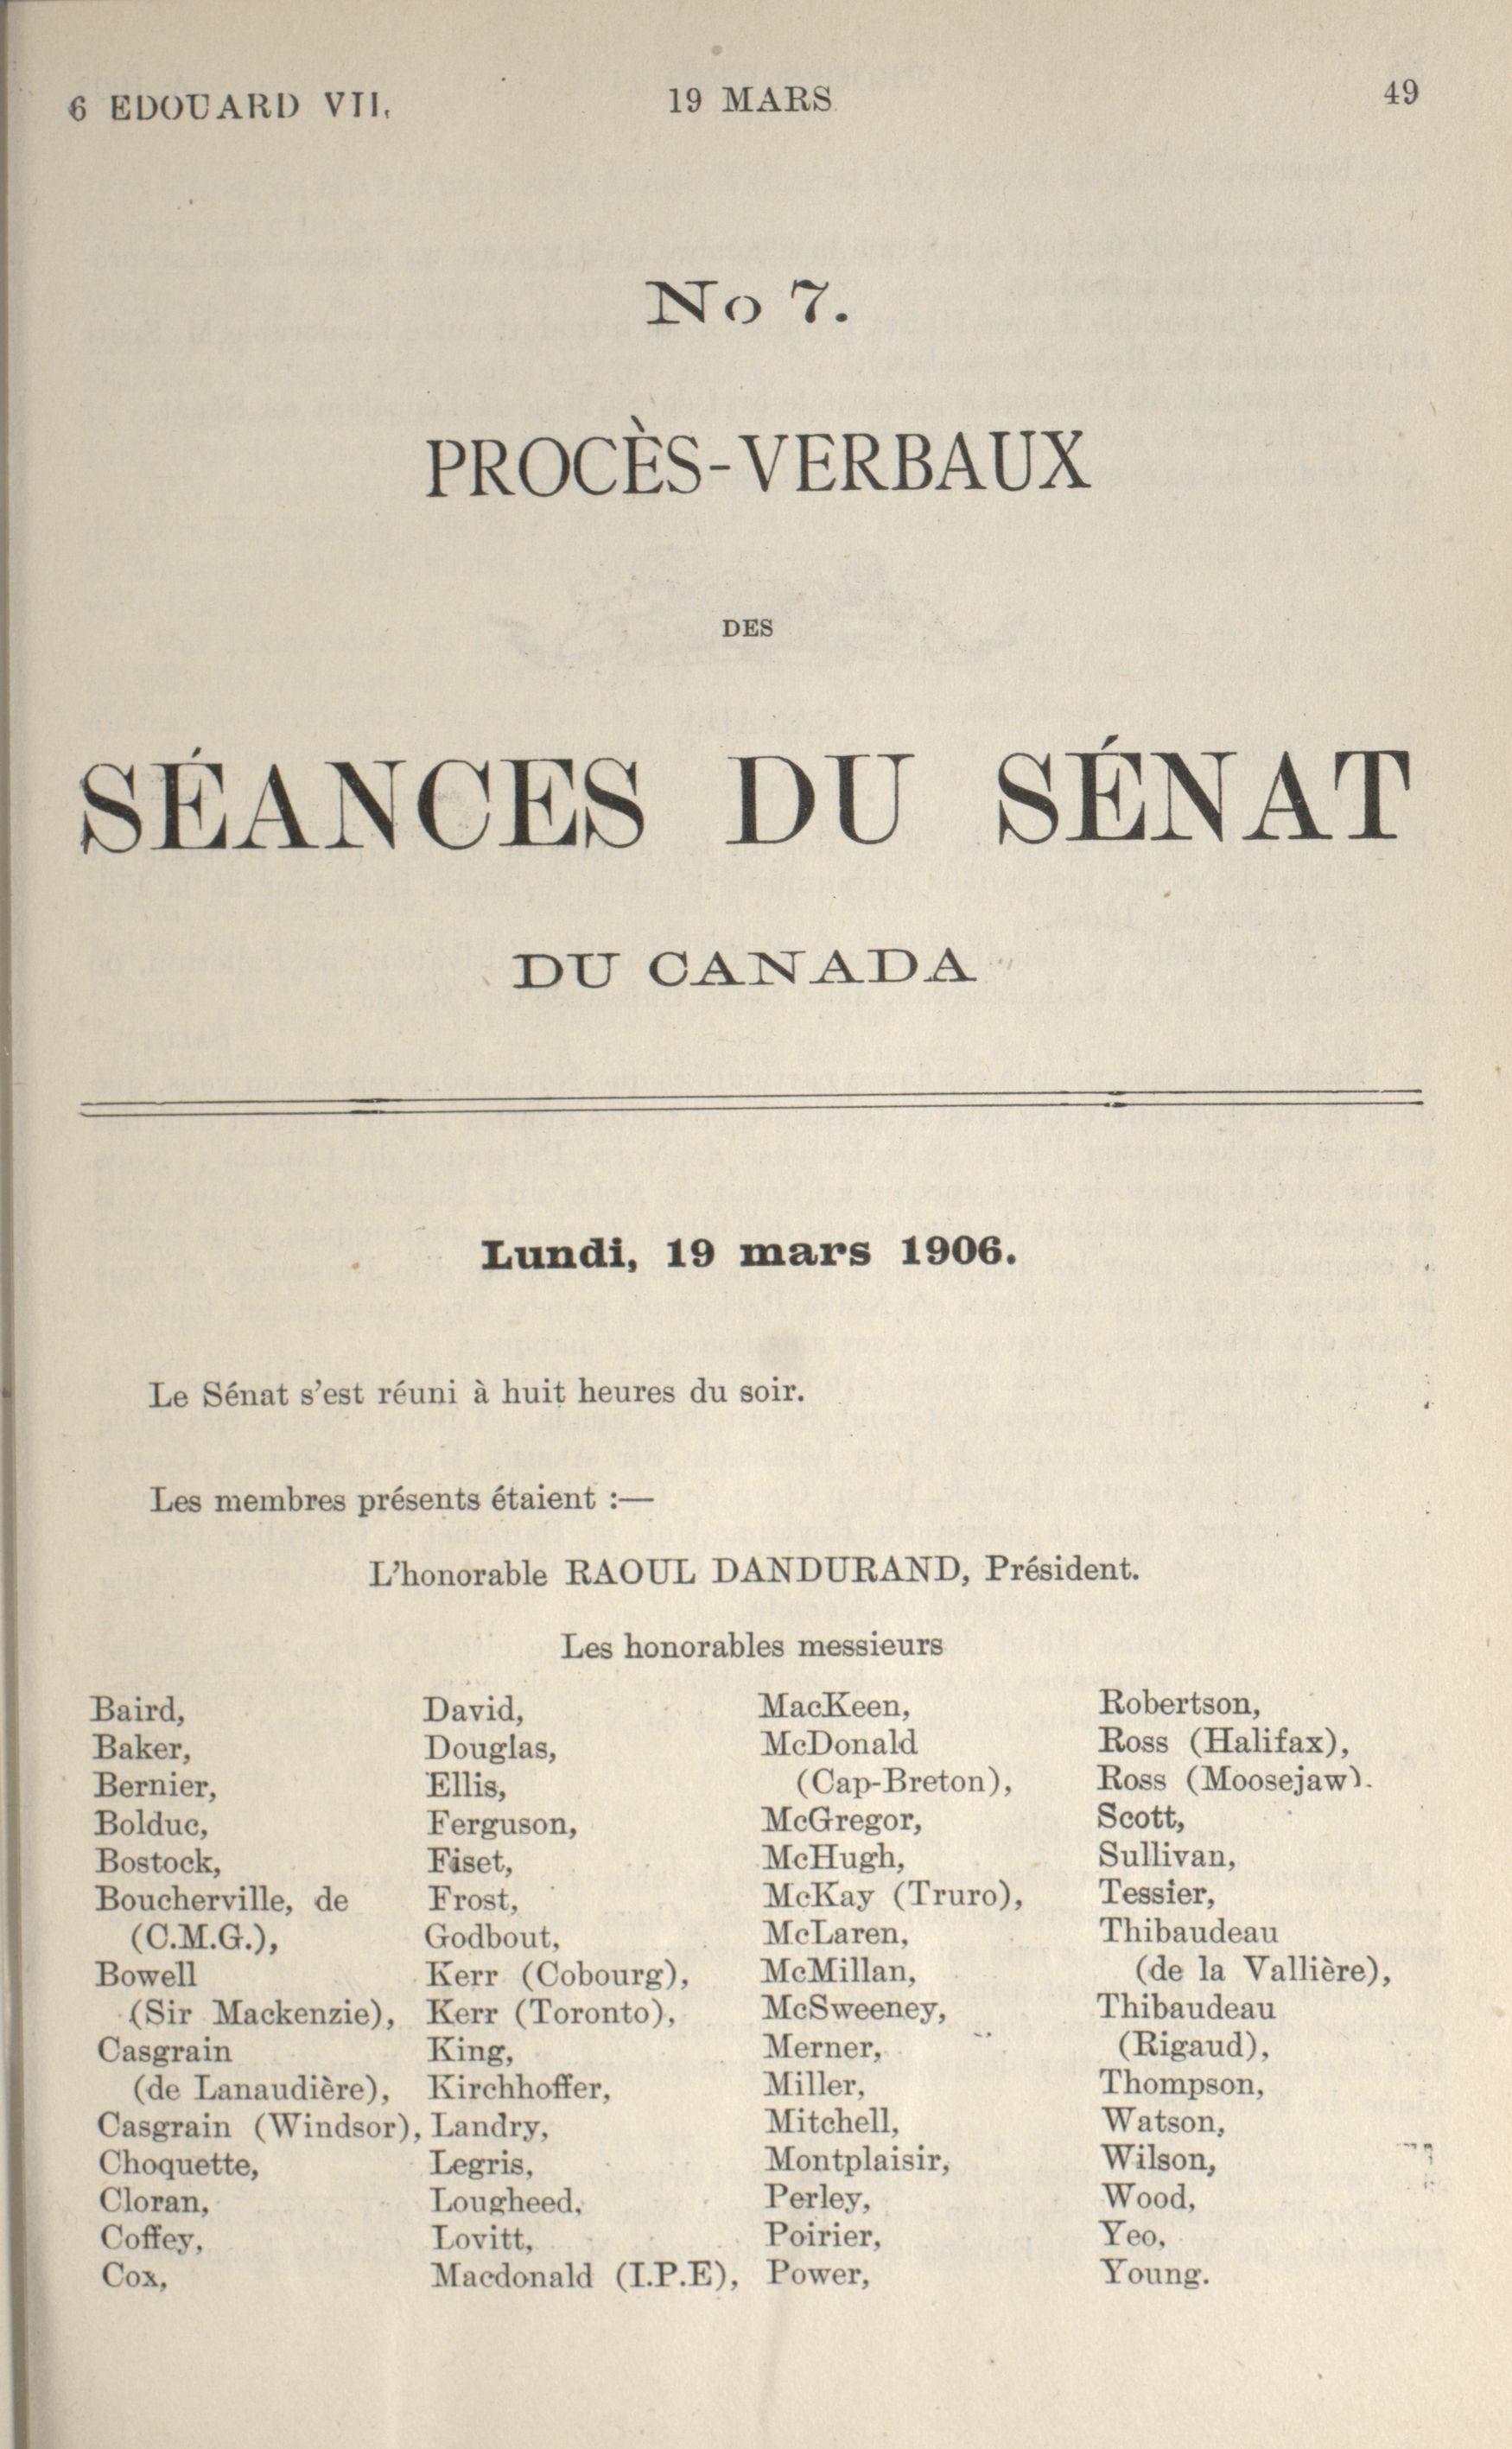 6 EDOUARD VII.
19 MARS
49
No 7.
PROCÈS-VERBAUX
DES
SÉANCES DU SÉNAT
DU CANADA
Lundi, 19 mars 1906.
Le Sénat s'est réuni à huit heures du soir.
Les membres présents étaient :—
L'honorable RAOUL DANDURAND, Président.
Les honorables messieurs
Baird,
Baker,
Bernier,
Bolduc,
Bostock,
Boucherville, de
(C.M.G.),
Bowell
(Sir Mackenzie),
Casgrain
(de Lanaudière),
Casgrain (Windsor),
Choquette,
Cloran,
Coffey,
Cox,
David,
Douglas,
Ellis,
Ferguson,
Fiset,
Frost,
Godbout,
Kerr (Cobourg),
Kerr (Toronto),
King,
Kirchhoffer,
Landry,
Legris,
Lougheed,
Lovitt,
Macdonald (I.P.E),
MacKeen,
McDonald
(Cap-Breton),
McGregor,
McHugh,
McKay (Truro),
McLaren,
McMillan,
McSweeney,
Merner,
Miller,
Mitchell,
Montplaisir,
Perley,
Poirier,
Power,
Robertson,
Ross (Halifax),
Ross (Moosejaw).
Scott,
Sullivan,
Tessier,
Thibaudeau
(de la Vallière),
Thibaudeau
(Rigaud),
Thompson,
Watson,
Wilson,
Wood,
Yeo,
Young.